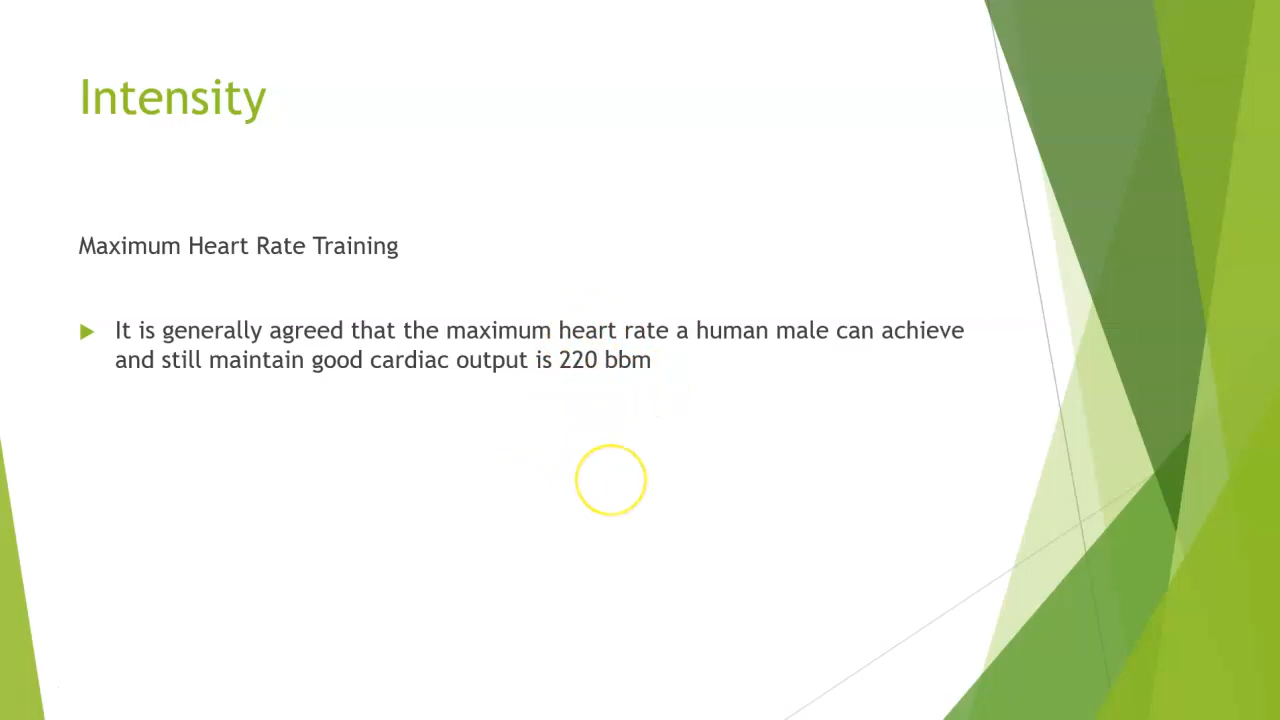 Intensity
Maximum Heart Rate Training
It is generally agreed that the maximum heart rate a human male can achieve
and still maintain good cardiac output is 220 bbm